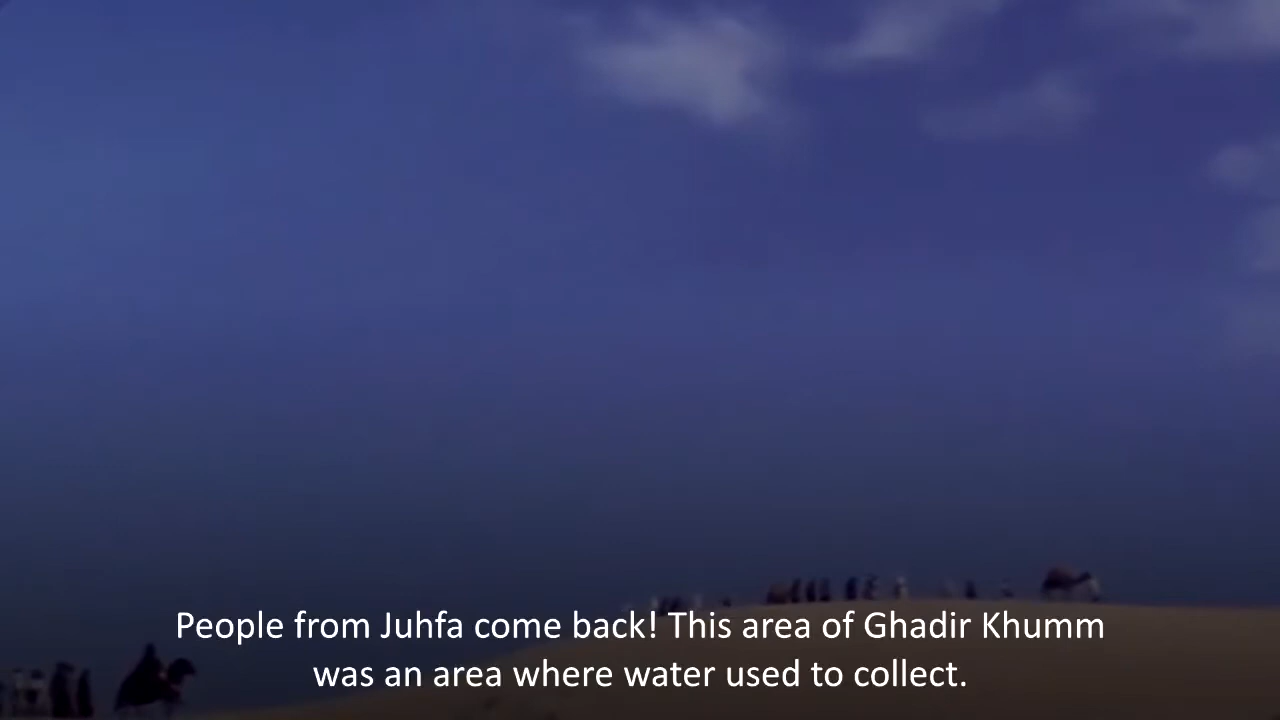 People from Juhfa come back! This area of Ghadir Khumm
was an area where water used to collect.